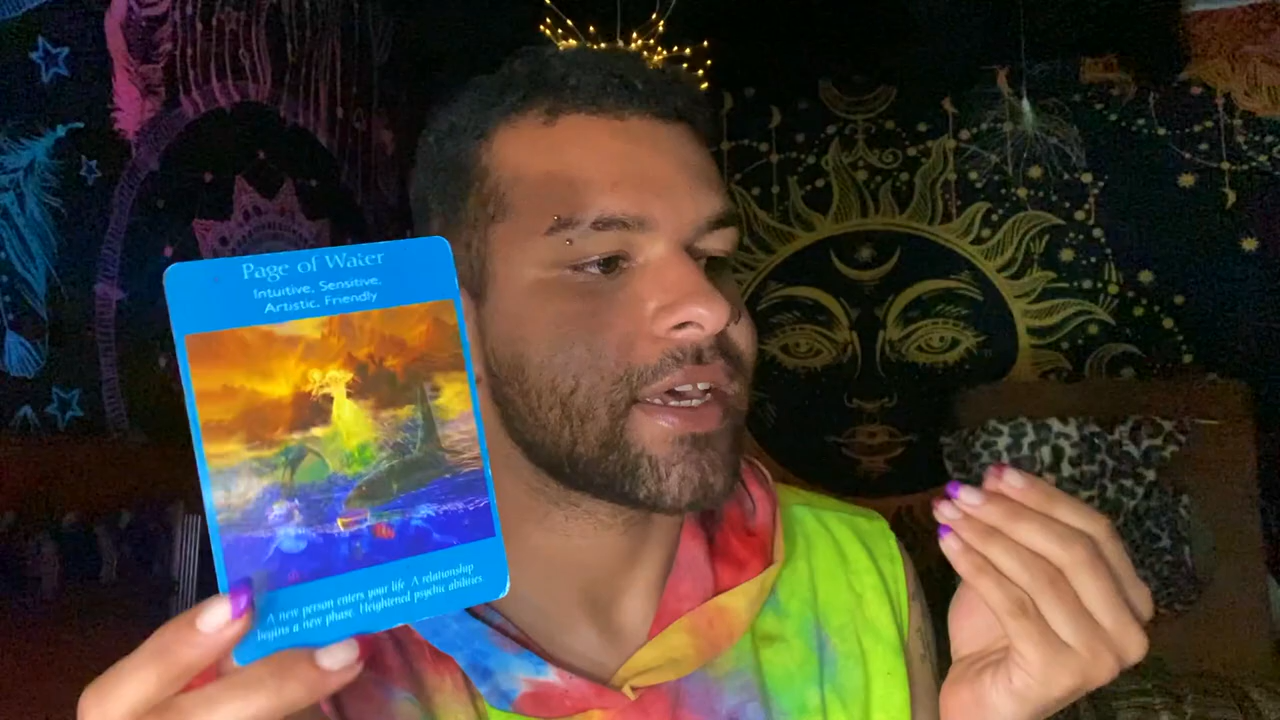 Page of Water
Intuitive, Sensitive,
Artistic, Friendly
A new person enters your life. A relationship
begins a new phase. Heightened psychic abilities